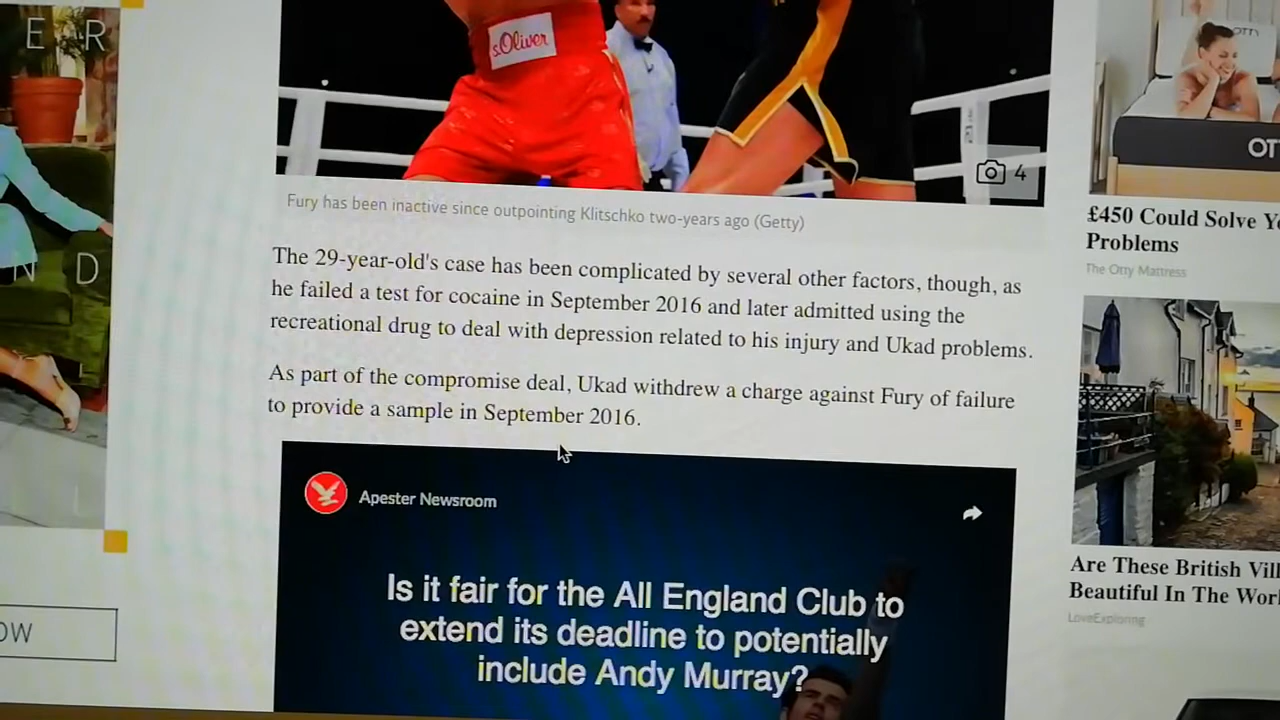 E R
N D
OW
s.Oliver
4
Fury has been inactive since outpointing Klitschko two-years ago (Getty)
The 29-year-old's case has been complicated by several other factors, though, as
he failed a test for cocaine in September 2016 and later admitted using the
recreational drug to deal with depression related to his injury and Ukad problems.
As part of the compromise deal, Ukad withdrew a charge against Fury of failure
to provide a sample in September 2016.
Apester Newsroom
Is it fair for the All England Club to
extend its deadline to potentially
include Andy Murray?
OTTY
OT
£450 Could Solve Yo
Problems
The Otty Mattress
Are These British Vill
Beautiful In The Worl
LoveExploring